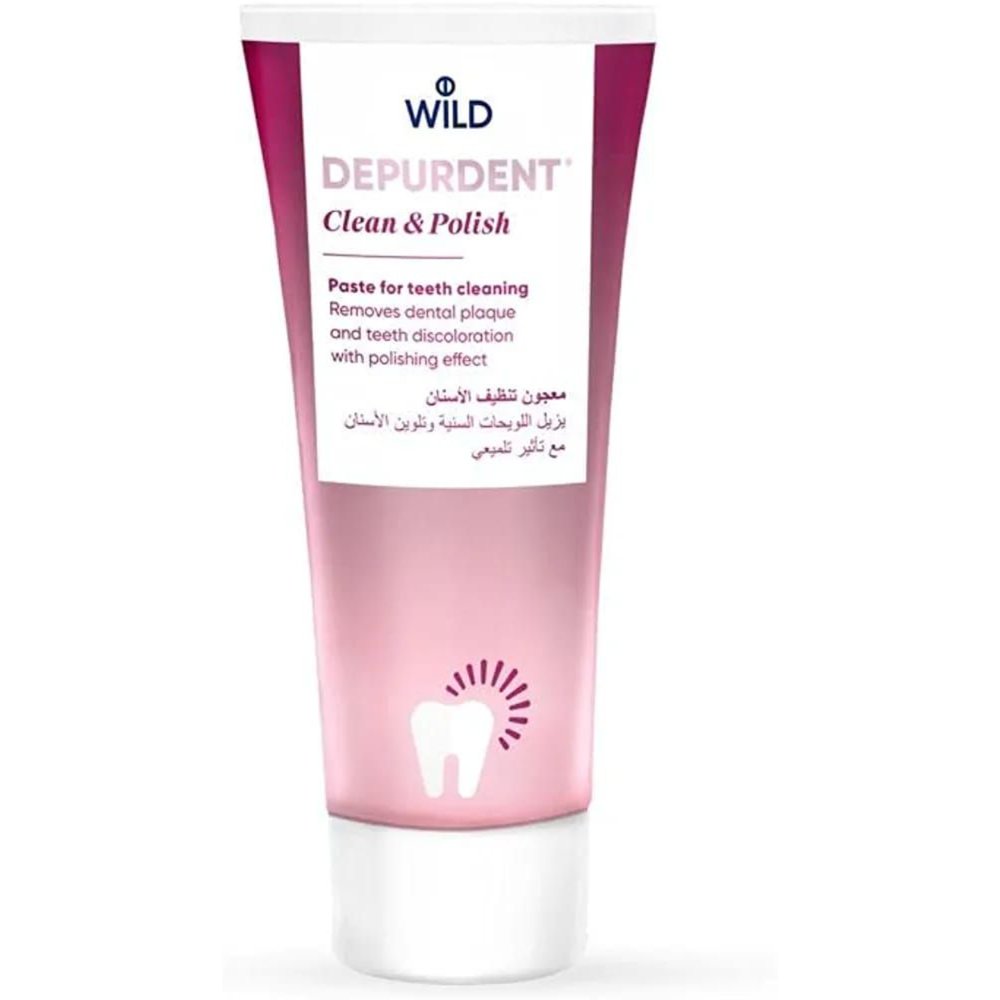 WILD
DEPURDENT®
Clean & Polish
Paste for teeth cleaning
Removes dental plaque
and teeth discoloration
with polishing effect
معجون تنظيف الأسنان
يزيل اللويحات السنية وتلوين الأسنان
مع تأثير تلميعي